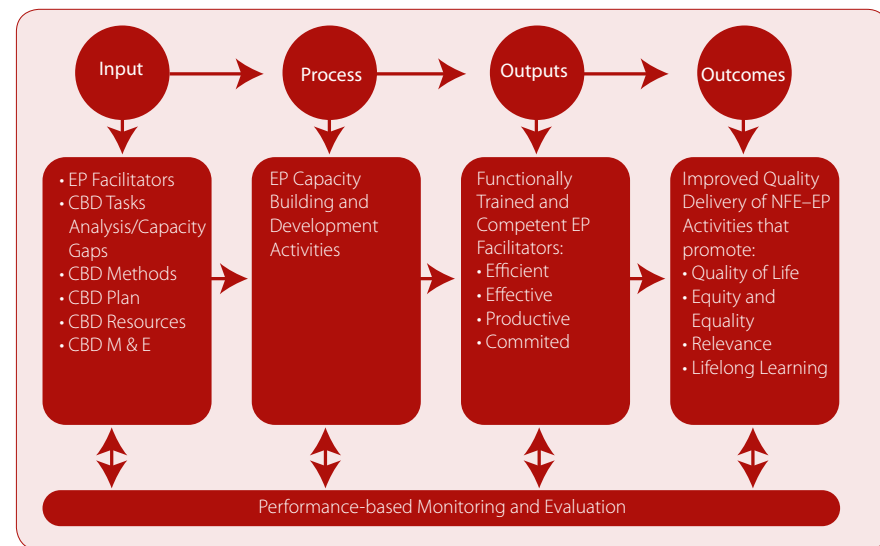 Input
Process
Outputs
Outcomes
• EP Facilitators
• CBD Tasks
Analysis/Capacity
Gaps
• CBD Methods
• CBD Plan
• CBD Resources
• CBD M & E
EP Capacity
Building and
Development
Activities
Functionally
Trained and
Competent EP
Facilitators:
• Efficient
• Effective
• Productive
• Commited
Improved Quality
Delivery of NFE–EP
Activities that
promote:
• Quality of Life
• Equity and
Equality
• Relevance
• Lifelong Learning
Performance-based Monitoring and Evaluation